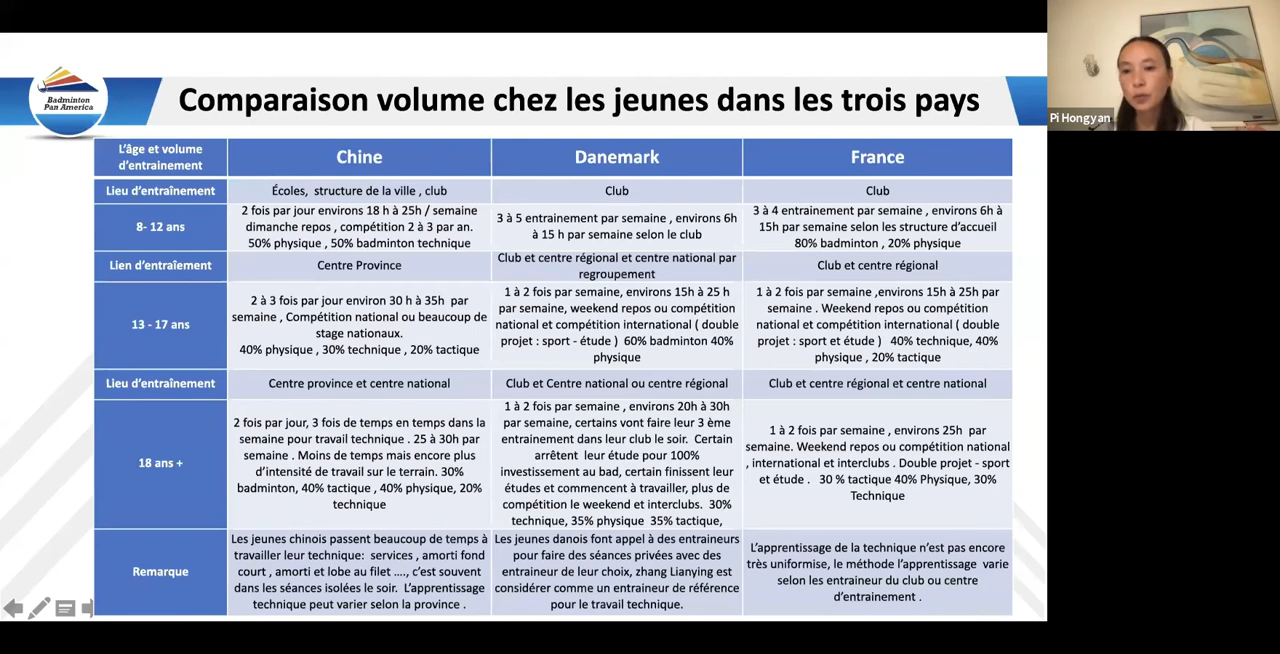 Badminton
Pan America
Comparaison volume chez les jeunes dans les trois pays
Pi Hongyan
L'âge et volume
d'entrainement
Chine
Danemark
France
Lieu d'entraînement
Écoles, structure de la ville , club
Club
Club
8- 12 ans
2 fois par jour environs 18 h à 25h / semaine
dimanche repos , compétition 2 à 3 par an.
50% physique , 50% badminton technique
3 à 5 entrainement par semaine , environs 6h
à 15 h par semaine selon le club
3 à 4 entrainement par semaine , environs 6h à
15h par semaine selon les structure d'accueil
80% badminton , 20% physique
Lien d'entraîement
Centre Province
Club et centre régional et centre national par
regroupement
Club et centre régional
13 - 17 ans
2 à 3 fois par jour environ 30 h à 35h par
semaine , Compétition national ou beaucoup de
stage nationaux.
40% physique , 30% technique , 20% tactique
1 à 2 fois par semaine, environs 15h à 25 h
par semaine, weekend repos ou compétition
national et compétition international ( double
projet : sport - étude ) 60% badminton 40%
physique
1 à 2 fois par semaine ,environs 15h à 25h par
semaine . Weekend repos ou compétition
national et compétition international ( double
projet : sport et étude ) 40% technique, 40%
physique , 20% tactique
Lieu d'entraînement
Centre province et centre national
Club et Centre national ou centre régional
Club et centre régional et centre national
18 ans +
2 fois par jour, 3 fois de temps en temps dans la
semaine pour travail technique . 25 à 30h par
semaine . Moins de temps mais encore plus
d'intensité de travail sur le terrain. 30%
badminton, 40% tactique , 40% physique, 20%
technique
1 à 2 fois par semaine , environs 20h à 30h
par semaine, certains vont faire leur 3 ème
entrainement dans leur club le soir. Certain
arrêtent leur étude pour 100%
investissement au bad, certain finissent leur
études et commencent à travailler, plus de
compétition le weekend et interclubs. 30%
technique, 35% physique 35% tactique,
1 à 2 fois par semaine , environs 25h par
semaine. Weekend repos ou compétition national
, international et interclubs . Double projet - sport
et étude . 30 % tactique 40% Physique, 30%
Technique
Remarque
Les jeunes chinois passent beaucoup de temps à
travailler leur technique: services , amorti fond
court , amorti et lobe au filet ...., c'est souvent
dans les séances isolées le soir. L'apprentissage
technique peut varier selon la province .
Les jeunes danois font appel à des entraineurs
pour faire des séances privées avec des
entraineur de leur choix, zhang Lianying est
considérer comme un entraineur de référence
pour le travail technique.
L'apprentissage de la technique n'est pas encore
très uniformise, le méthode l'apprentissage varie
selon les entraineur du club ou centre
d'entrainement .